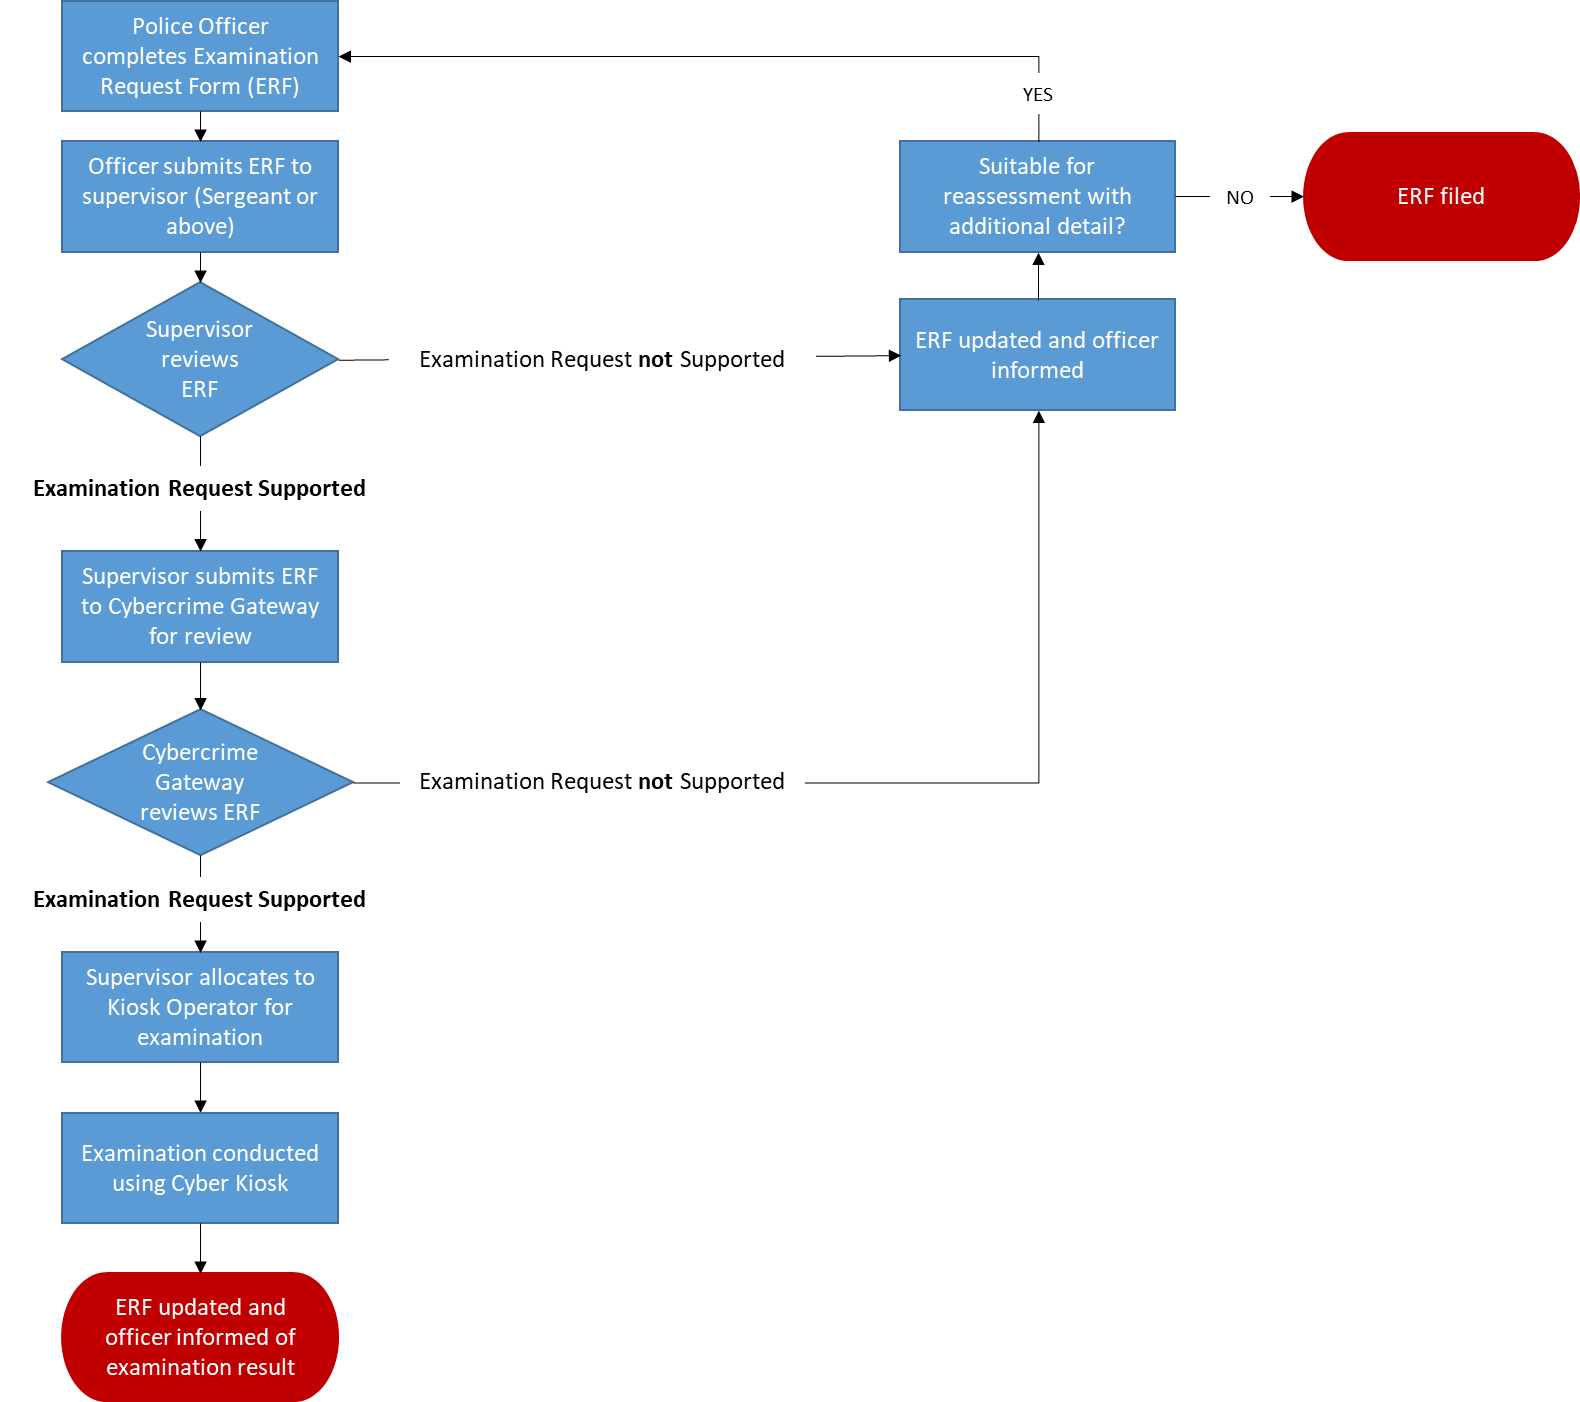 Police Officer
completes Examination
Request Form (ERF)
YES
Officer submits ERF to
supervisor (Sergeant or
above)
Suitable for
reassessment with
additional detail?
NO
ERF filed
Supervisor
reviews
ERF
Examination Request not Supported
ERF updated and officer
informed
Examination Request Supported
Supervisor submits ERF
to Cybercrime Gateway
for review
Cybercrime
Gateway
reviews ERF
Examination Request not Supported
Examination Request Supported
Supervisor allocates to
Kiosk Operator for
examination
Examination conducted
using Cyber Kiosk
ERF updated and
officer informed of
examination result